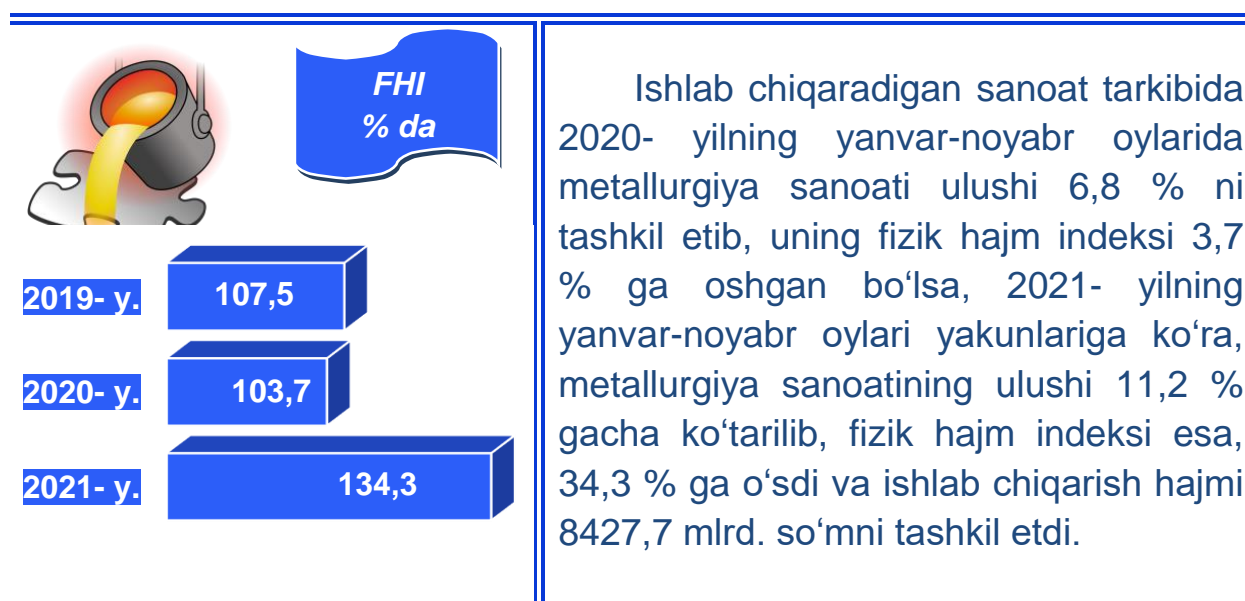 FHI
% da
2019- y.
107,5
2020- y.
103,7
2021- y.
134,3
Ishlab chiqaradigan sanoat tarkibida
2020- yilning yanvar-noyabr oylarida
metallurgiya sanoati ulushi 6,8 % ni
tashkil etib, uning fizik hajm indeksi 3,7
% ga oshgan bo‘lsa, 2021- yilning
yanvar-noyabr oylari yakunlariga ko‘ra,
metallurgiya sanoatining ulushi 11,2 %
gacha ko‘tarilib, fizik hajm indeksi esa,
34,3 % ga o‘sdi va ishlab chiqarish hajmi
8427,7 mlrd. so‘mni tashkil etdi.